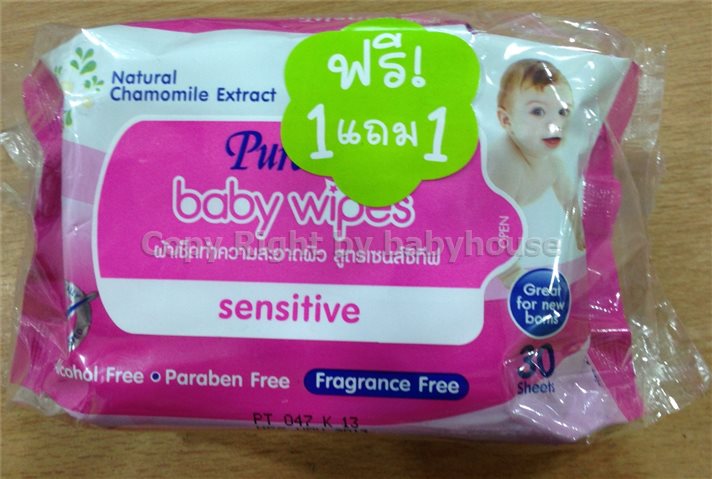 Natural
Chamomile Extract
ฟรี!
1 แถม 1
baby wipes
Copy Right by babyhouse
ผ้าเช็ดทำความสะอาดผิว สูตรเซนส์ซิทีฟ
OPEN
sensitive
Great
for new
borns
30
Sheets
Free • Paraben Free
Fragrance Free
PT 047 K 13